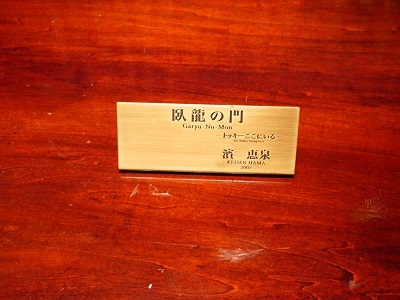 臥龍の門
Garyu-No-Mon
トッキーここにいる
濱 恵泉
KEISEN HAMA
2007